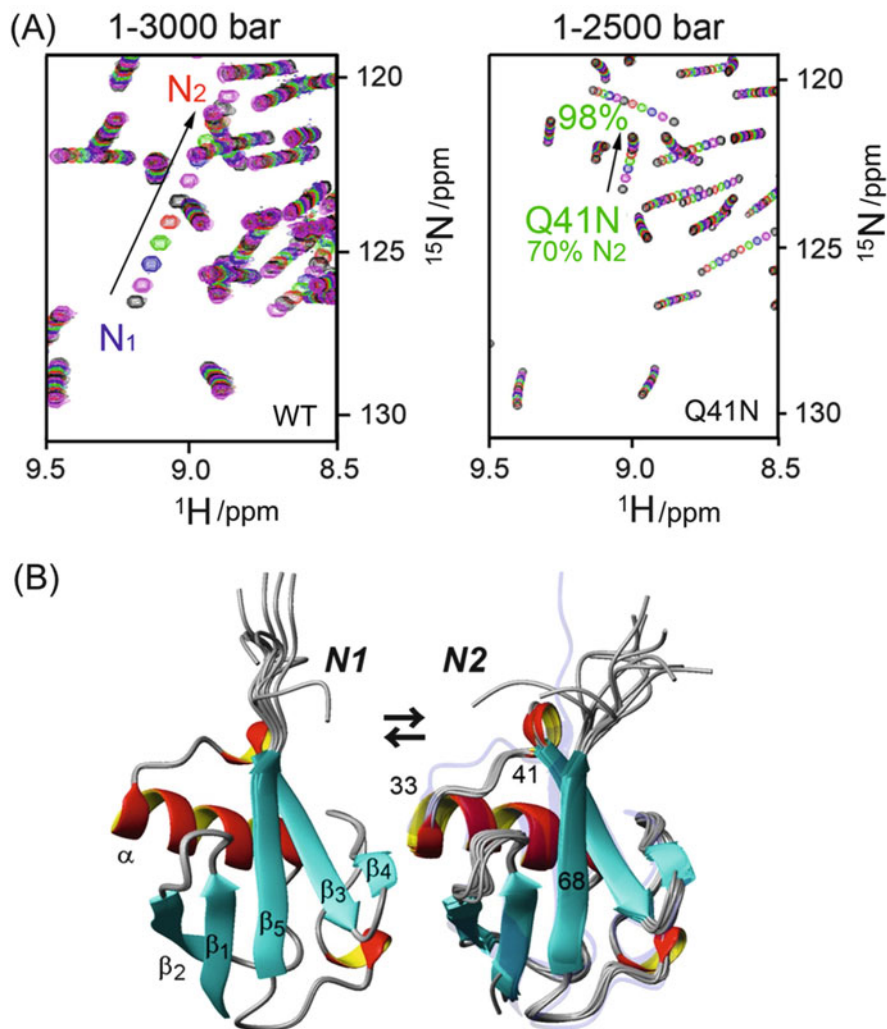 (A)
1-3000 bar
1-2500 bar
N2
N1
WT
120
125
130
15N /ppm
9.5 9.0 8.5
1H /ppm
98%
Q41N
70% N2
Q41N
120
125
130
15N /ppm
9.5 9.0 8.5
1H /ppm
(B)
N1
N2
33
41
68
α
β1
β2
β3
β4
β5